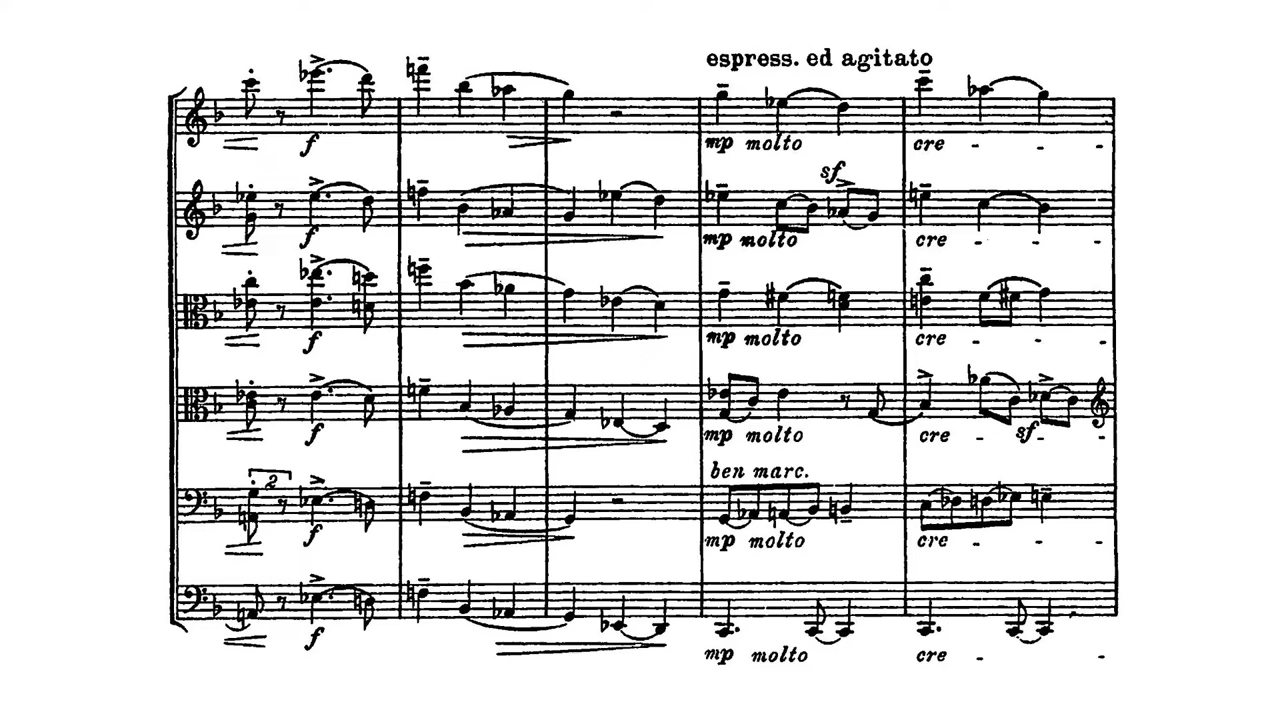 espress. ed agitato
f
mp molto
cre - - -
sf
f
mp molto
cre - - -
f
mp molto
cre - - -
f
mp molto
cre - sf -
2
ben marc.
f
mp molto
cre - - -
f
mp molto
cre - -